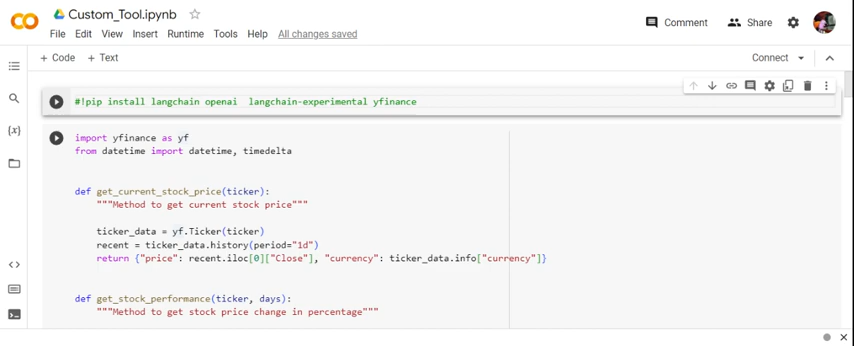 Custom_Tool.ipynb
Comment
Share
File Edit View Insert Runtime Tools Help All changes saved
+ Code + Text
Connect
#!pip install langchain openai  langchain-experimental yfinance
{x}
import yfinance as yf
from datetime import datetime, timedelta
def get_current_stock_price(ticker):
"""Method to get current stock price"""
ticker_data = yf.Ticker(ticker)
recent = ticker_data.history(period="1d")
return {"price": recent.iloc[0]["Close"], "currency": ticker_data.info["currency"]}
def get_stock_performance(ticker, days):
"""Method to get stock price change in percentage"""